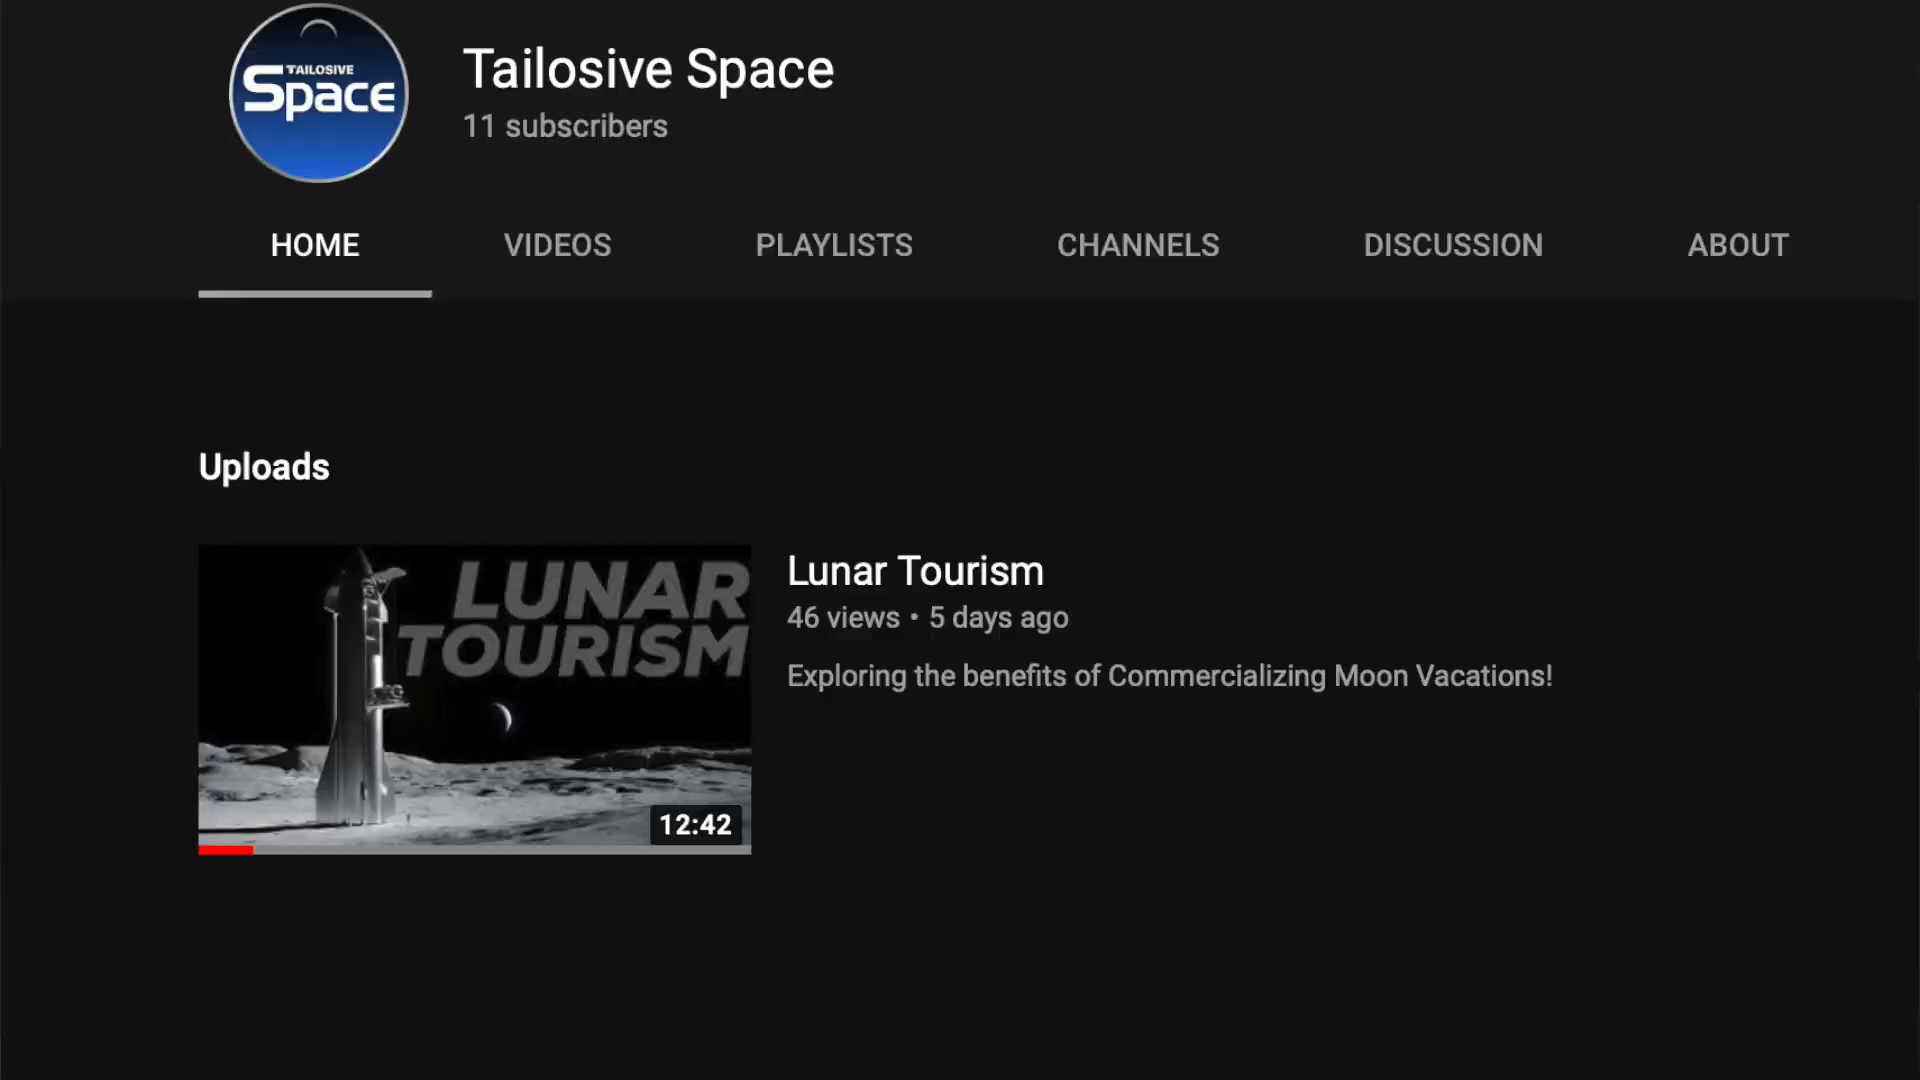 TAILOSIVE
Space
Tailosive Space
11 subscribers
HOME VIDEOS PLAYLISTS CHANNELS DISCUSSION ABOUT
Uploads
LUNAR
TOURISM
12:42
Lunar Tourism
46 views • 5 days ago
Exploring the benefits of Commercializing Moon Vacations!